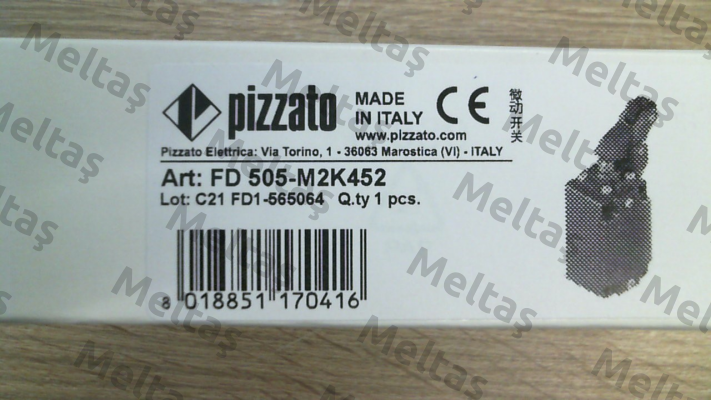 pizzato
MADE
IN ITALY
CE
www.pizzato.com
微动开关
Pizzato Elettrica: Via Torino, 1 - 36063 Marostica (VI) - ITALY
Art: FD 505-M2K452
Lot: C21 FD1-565064 Q.ty 1 pcs.
8 018851 170416
Meltaş